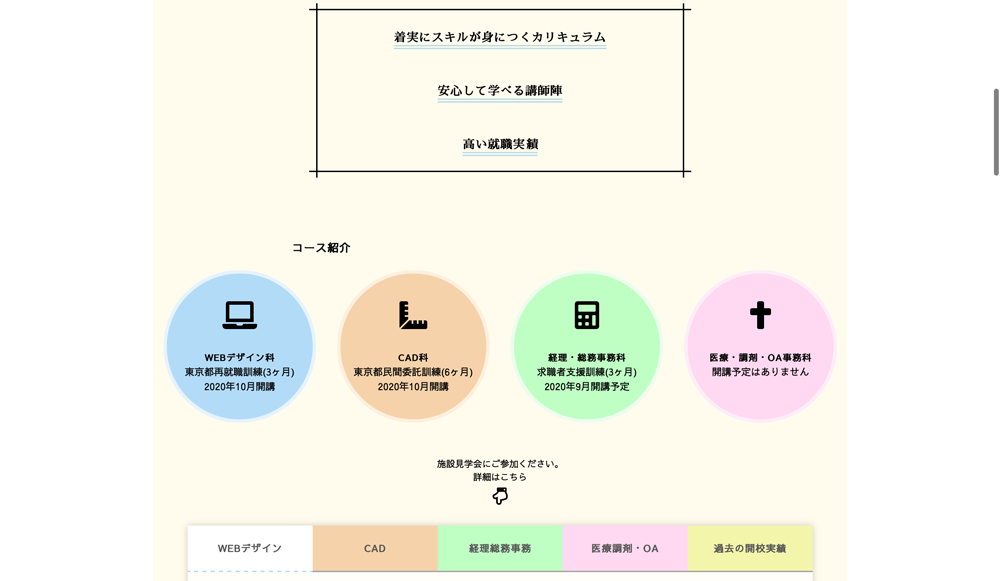 着実にスキルが身につくカリキュラム
安心して学べる講師陣
高い就職実績
コース紹介
WEBデザイン科
東京都再就職訓練(3ヶ月)
2020年10月開講
CAD科
東京都民間委託訓練(6ヶ月)
2020年10月開講
経理・総務事務科
求職者支援訓練(3ヶ月)
2020年9月開講予定
医療・調剤・OA事務科
開講予定はありません
施設見学会にご参加ください。
詳細はこちら
WEBデザイン
CAD
経理総務事務
医療調剤・OA
過去の開校実績